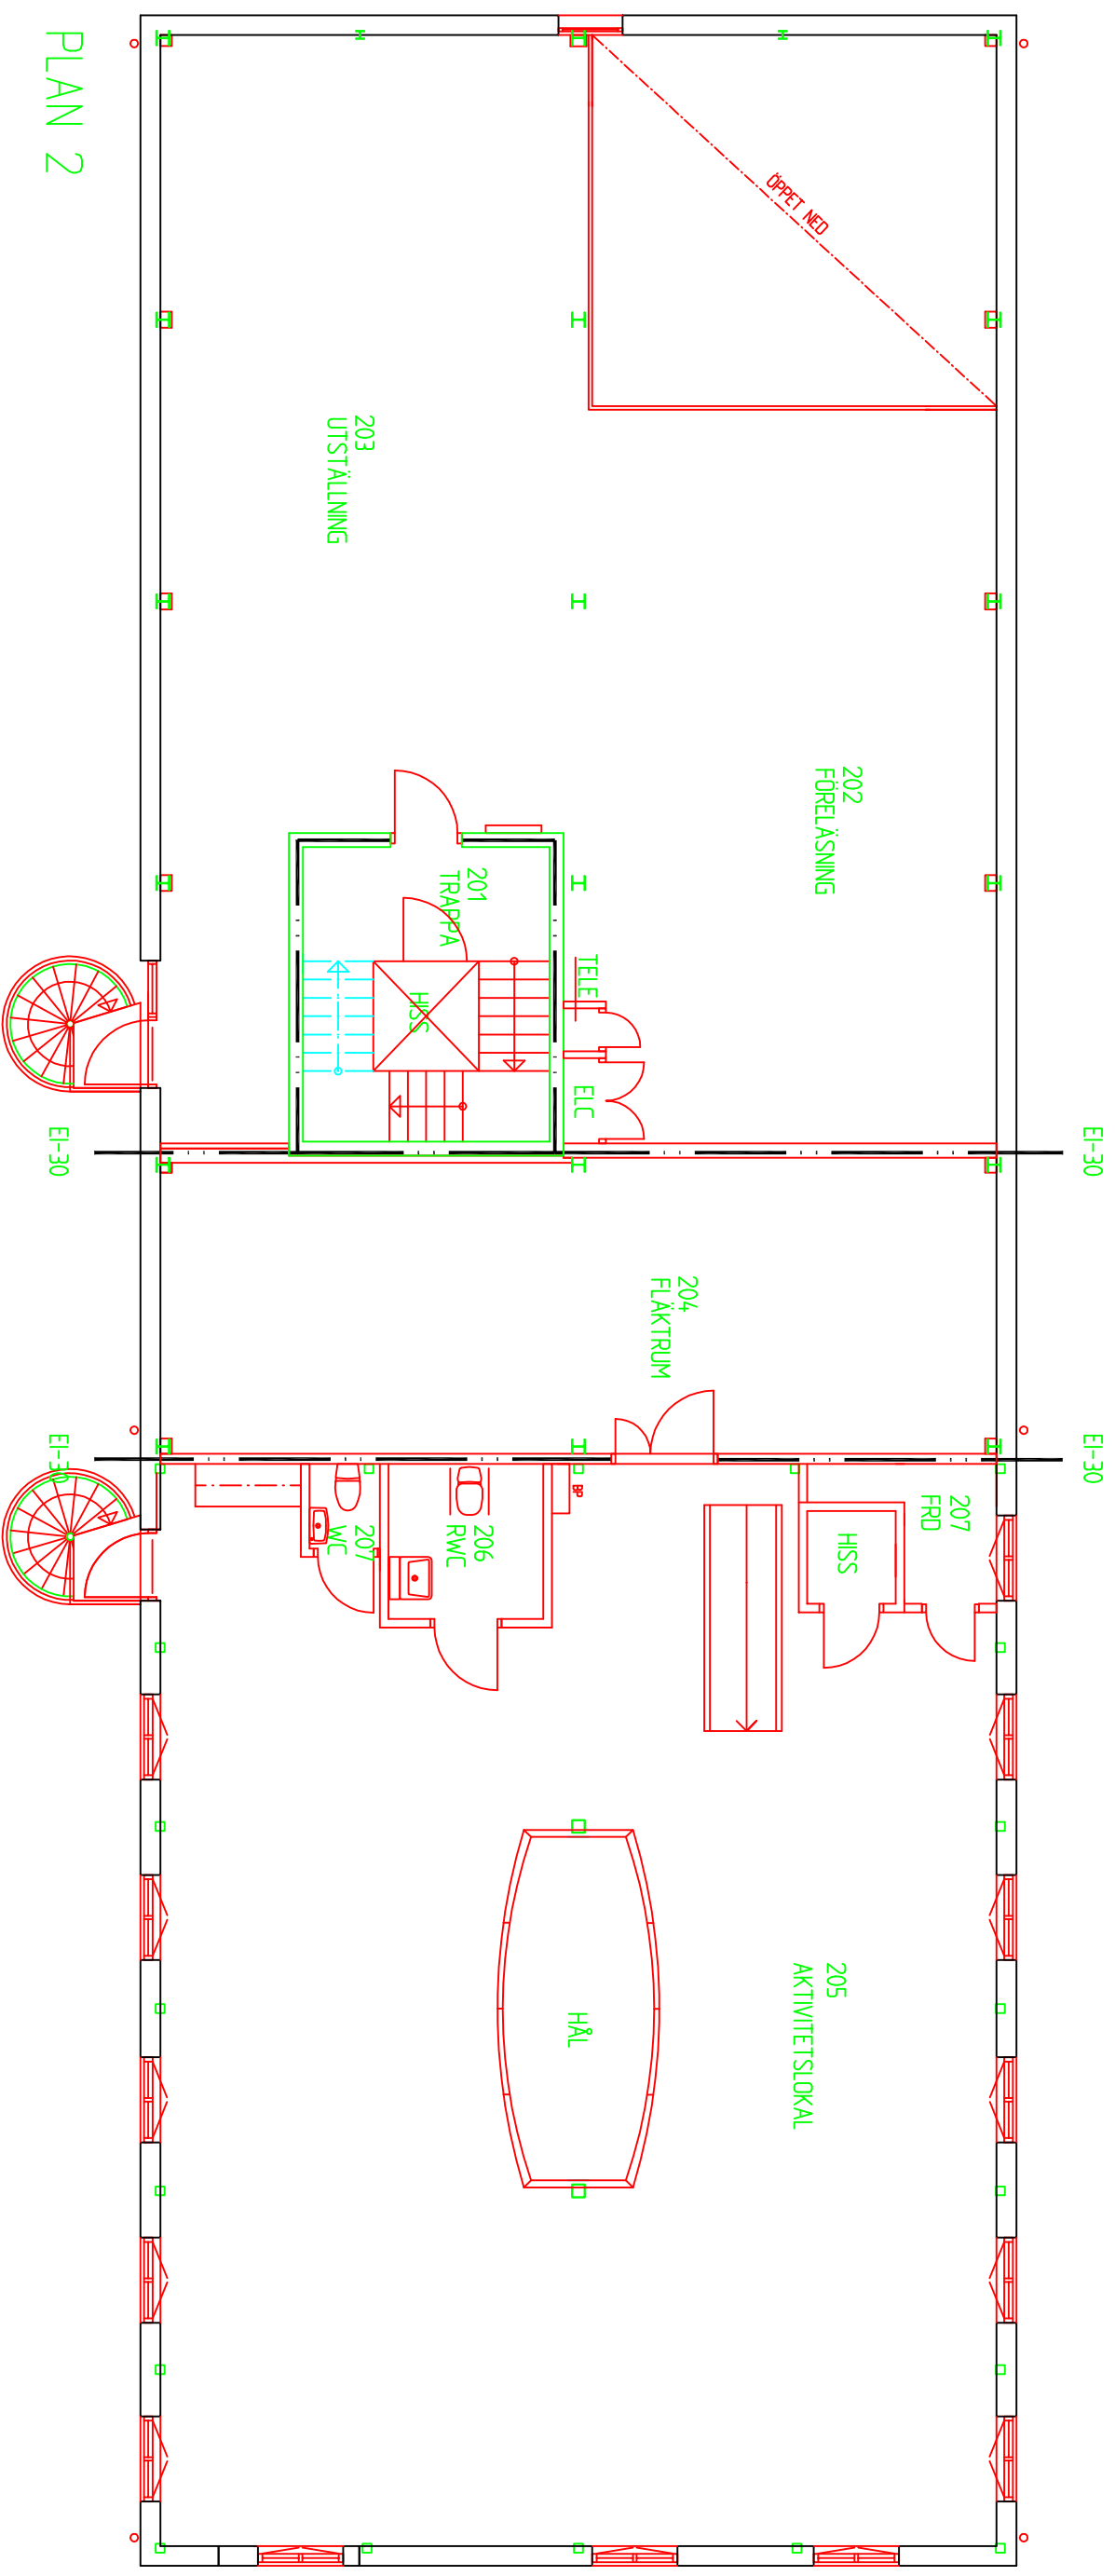 PLAN 2
ÖPPET NED
203
UTSTÄLLNING
202
FÖRELÄSNING
201
TRAPPA
HISS
TELE
ELC
EI-30
EI-30
204
FLÄKTRUM
EI-30
EI-30
207
FRD
HISS
BP
206
RWC
207
WC
205
AKTIVITETSLOKAL
HÅL